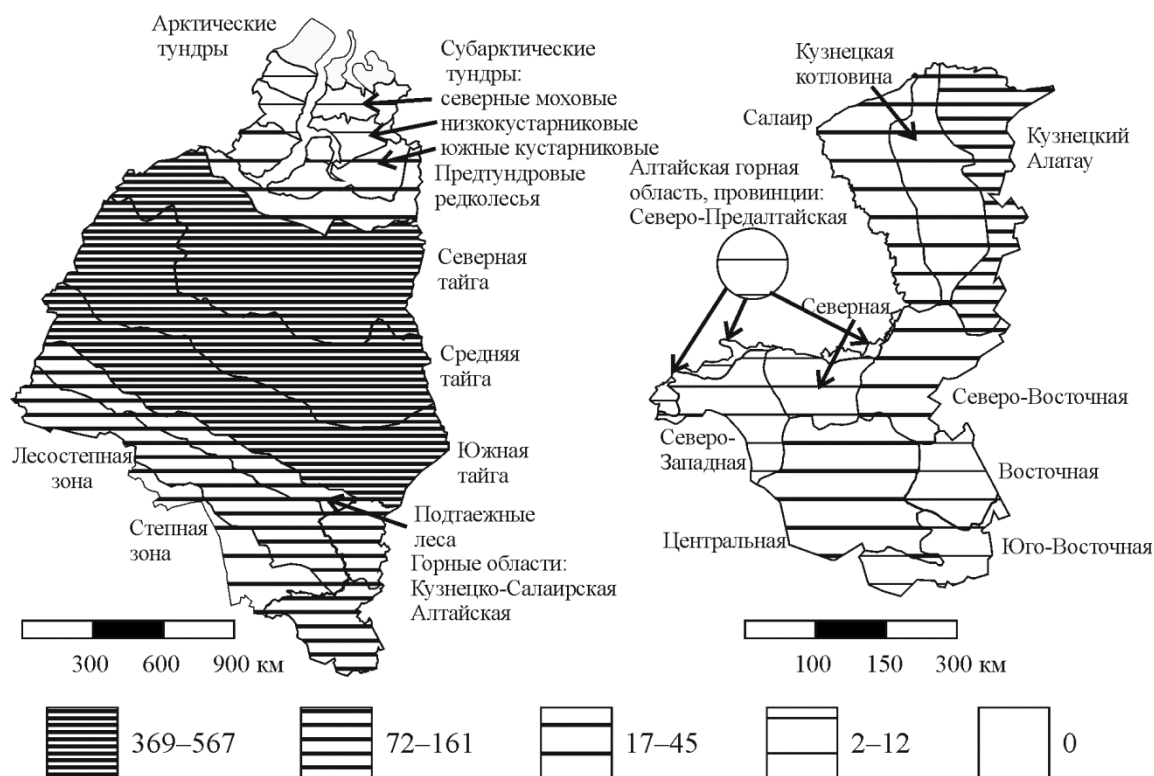 Арктические
тундры
Субарктические
тундры:
северные моховые
низкокустарниковые
южные кустарниковые
Предтундровые
редколесья
Северная
тайга
Средняя
тайга
Южная
тайга
Лесостепная
зона
Степная
зона
Подтаежные
леса
Горные области:
Кузнецко-Салаирская
Алтайская
300 600 900 км
Кузнецкая
котловина
Салаир
Кузнецкий
Алатау
Алтайская горная
область, провинции:
Северо-Предалтайская
Северная
Северо-Восточная
Северо-
Западная
Восточная
Центральная
Юго-Восточная
100 150 300 км
369–567 72–161 17–45 2–12 0